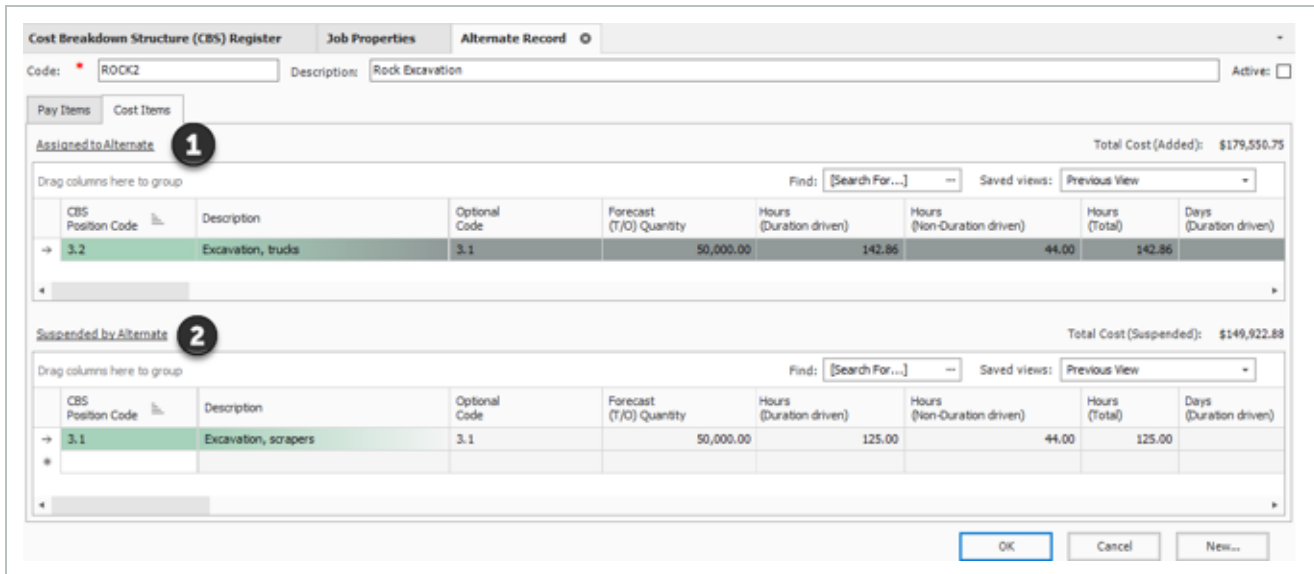 Cost Breakdown Structure (CBS) Register Job Properties Alternate Record
Code: * ROCK2 Description: Rock Excavation Active:
Pay Items Cost Items
Assigned to Alternate 1 Total Cost (Added): $179,550.75
Drag columns here to group Find: [Search For...] ... Saved views: Previous View
CBS Position Code Description Optional Code Forecast (T/O) Quantity Hours (Duration driven) Hours (Non-Duration driven) Hours (Total) Days (Duration driven)
→ 3.2 Excavation, trucks 3.1 50,000.00 142.86 44.00 142.86
Suspended by Alternate 2 Total Cost (Suspended): $149,922.88
Drag columns here to group Find: [Search For...] ... Saved views: Previous View
CBS Position Code Description Optional Code Forecast (T/O) Quantity Hours (Duration driven) Hours (Non-Duration driven) Hours (Total) Days (Duration driven)
→ 3.1 Excavation, scrapers 3.1 50,000.00 125.00 44.00 125.00
*
OK Cancel New...